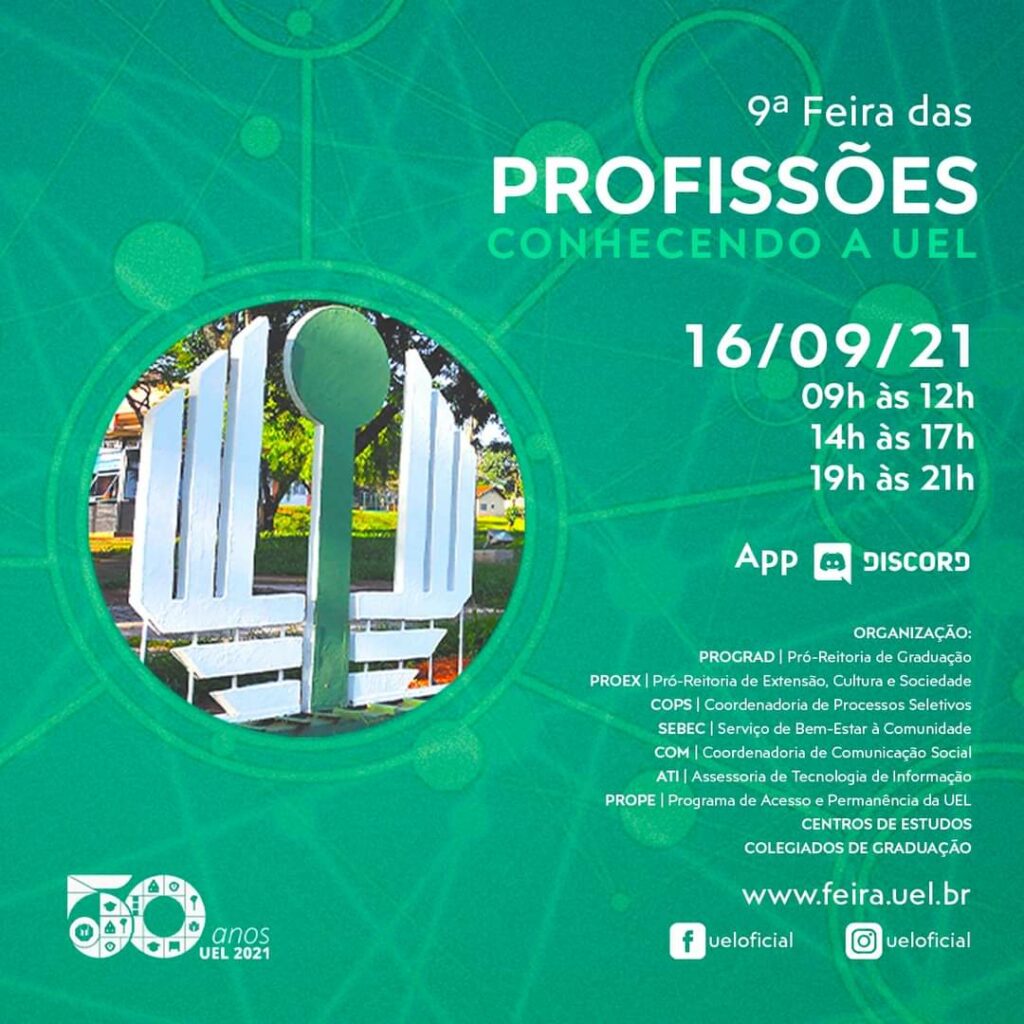 9ª Feira das
PROFISSÕES
CONHECENDO A UEL
16/09/21
09h às 12h
14h às 17h
19h às 21h
App DISCORD
ORGANIZAÇÃO:
PROGRAD | Pró-Reitoria de Graduação
PROEX | Pró-Reitoria de Extensão, Cultura e Sociedade
COPS | Coordenadoria de Processos Seletivos
SEBEC | Serviço de Bem-Estar à Comunidade
COM | Coordenadoria de Comunicação Social
ATI | Assessoria de Tecnologia de Informação
PROPE | Programa de Acesso e Permanência da UEL
CENTROS DE ESTUDOS
COLEGIADOS DE GRADUAÇÃO
www.feira.uel.br
ueloficial ueloficial
50 anos
UEL 2021